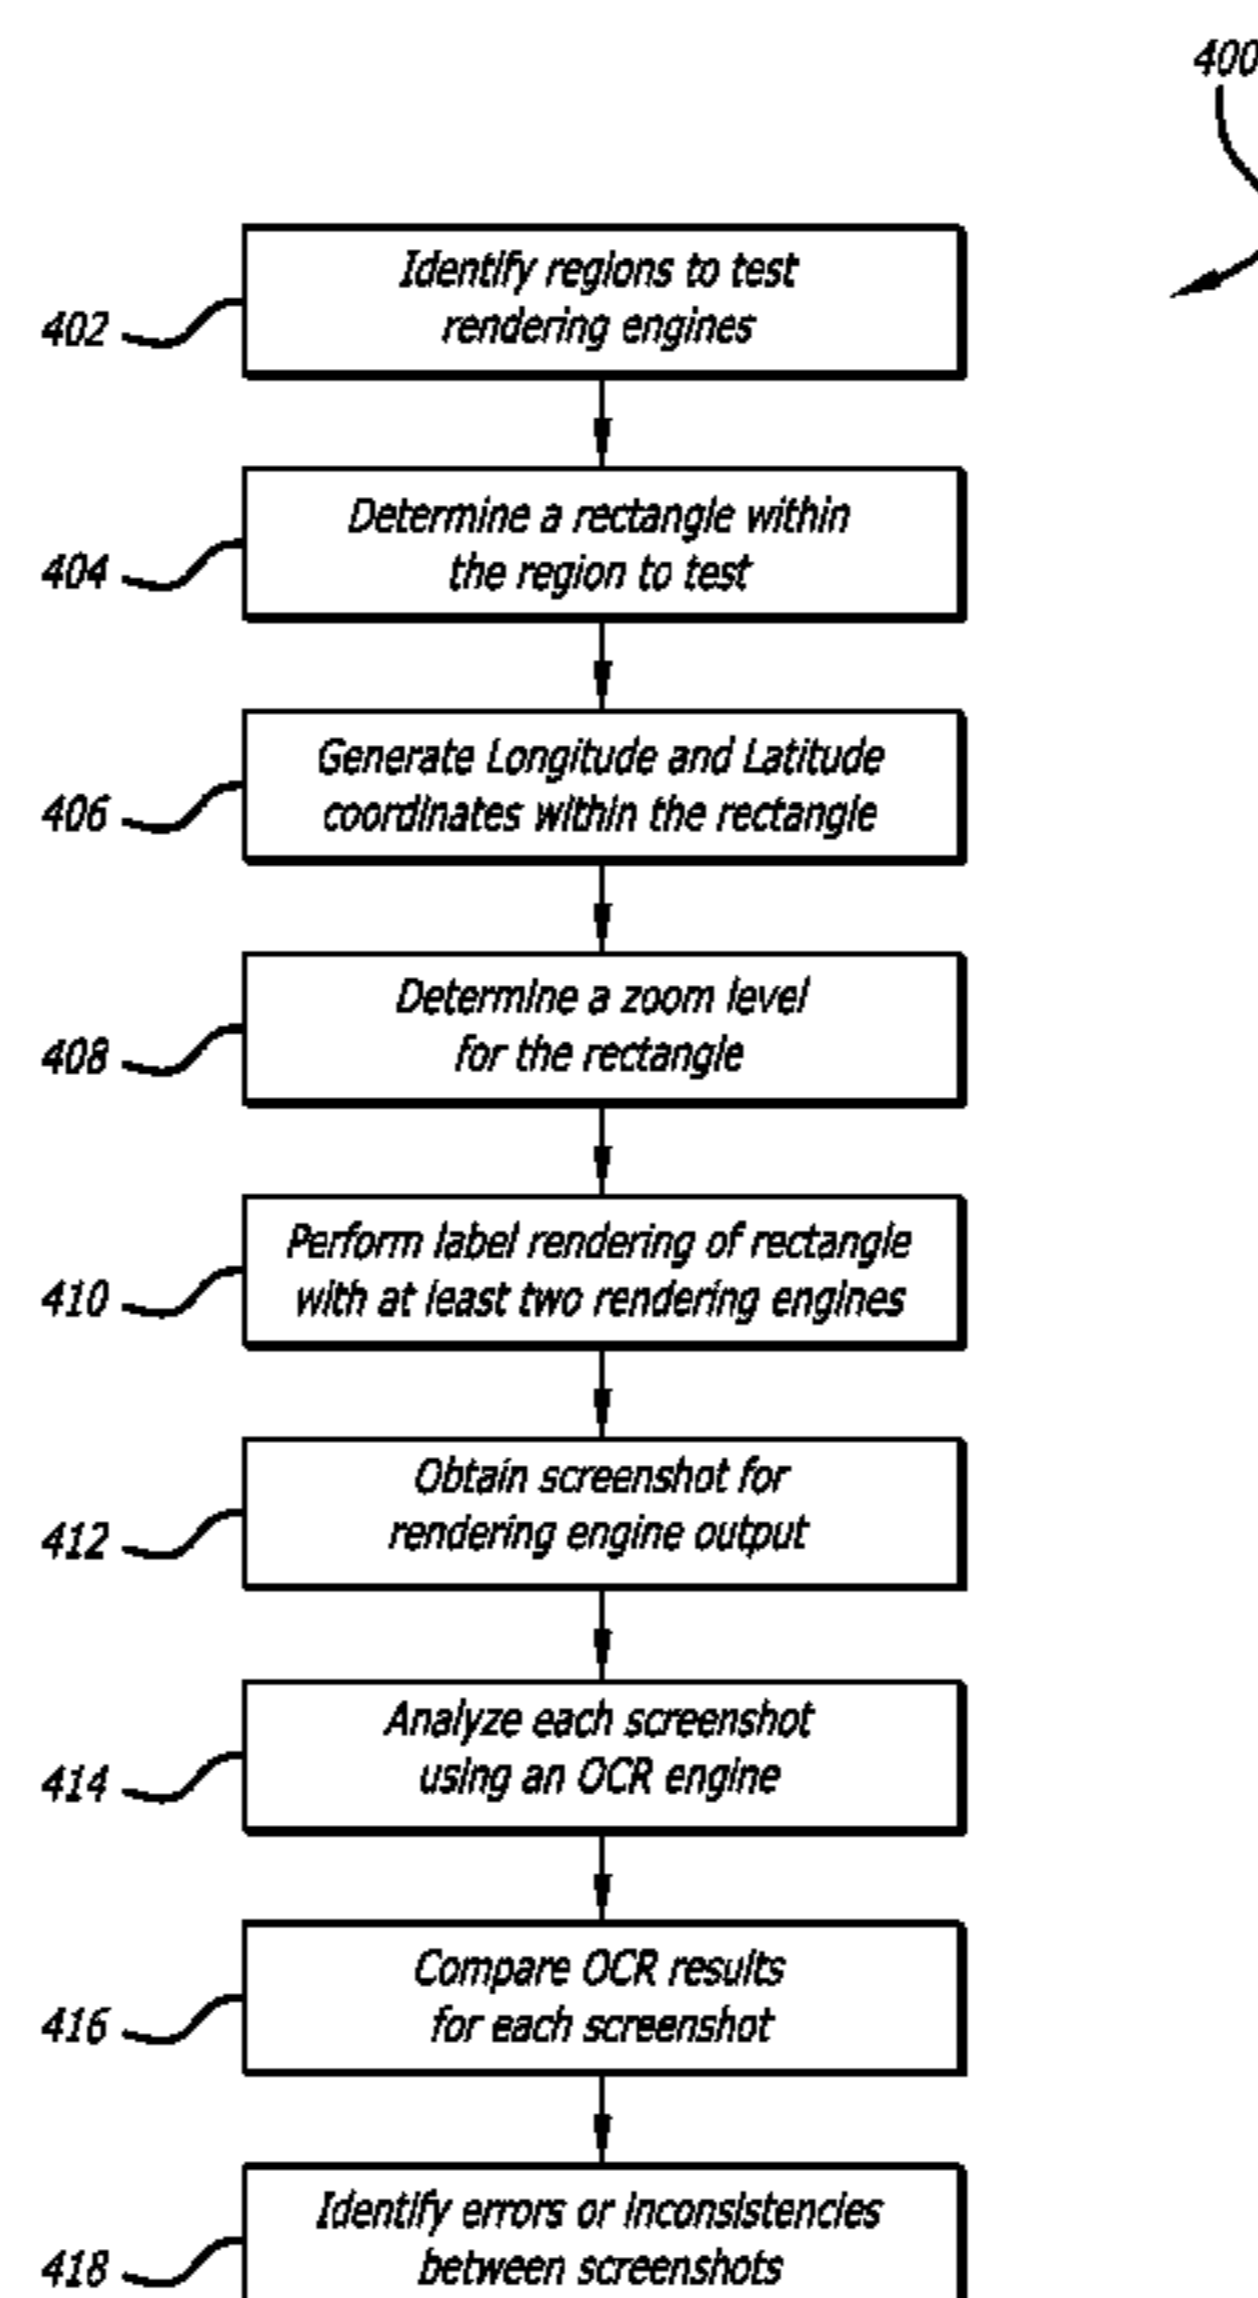 400
402
Identify regions to test
rendering engines
404
Determine a rectangle within
the region to test
406
Generate Longitude and Latitude
coordinates within the rectangle
408
Determine a zoom level
for the rectangle
410
Perform label rendering of rectangle
with at least two rendering engines
412
Obtain screenshot for
rendering engine output
414
Analyze each screenshot
using an OCR engine
416
Compare OCR results
for each screenshot
418
Identify errors or inconsistencies
between screenshots